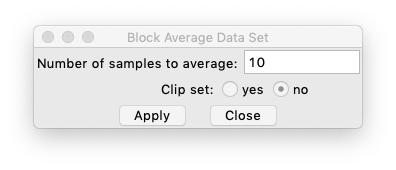 Block Average Data Set
Number of samples to average: 10
Clip set: yes no
Apply Close